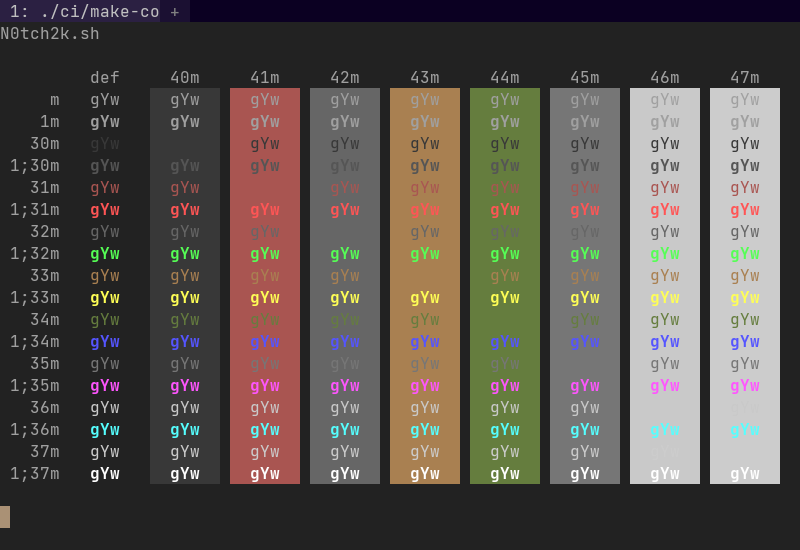 1: ./ci/make-co +
N0tch2k.sh
def 40m 41m 42m 43m 44m 45m 46m 47m
m gYw gYw gYw gYw gYw gYw gYw gYw gYw
1m gYw gYw gYw gYw gYw gYw gYw gYw gYw
30m gYw gYw gYw gYw gYw gYw gYw gYw
1;30m gYw gYw gYw gYw gYw gYw gYw gYw gYw
31m gYw gYw gYw gYw gYw gYw gYw gYw
1;31m gYw gYw gYw gYw gYw gYw gYw gYw gYw
32m gYw gYw gYw gYw gYw gYw gYw gYw
1;32m gYw gYw gYw gYw gYw gYw gYw gYw gYw
33m gYw gYw gYw gYw gYw gYw gYw gYw
1;33m gYw gYw gYw gYw gYw gYw gYw gYw gYw
34m gYw gYw gYw gYw gYw gYw gYw gYw
1;34m gYw gYw gYw gYw gYw gYw gYw gYw gYw
35m gYw gYw gYw gYw gYw gYw gYw gYw
1;35m gYw gYw gYw gYw gYw gYw gYw gYw gYw
36m gYw gYw gYw gYw gYw gYw gYw
1;36m gYw gYw gYw gYw gYw gYw gYw gYw gYw
37m gYw gYw gYw gYw gYw gYw gYw
1;37m gYw gYw gYw gYw gYw gYw gYw gYw gYw